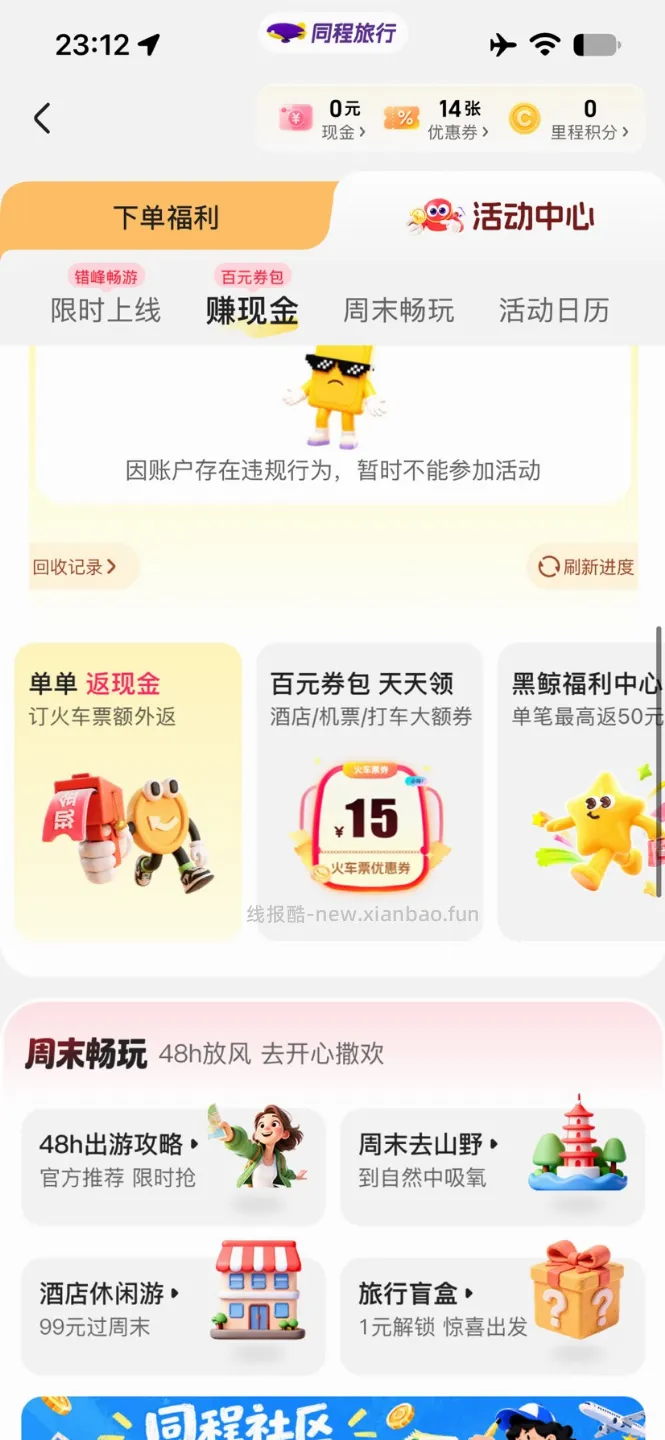 23:12
同程旅行
0元
现金
14张
优惠券
0
里程积分
下单福利
活动中心
错峰畅游
百元券包
限时上线
赚现金
周末畅玩
活动日历
因账户存在违规行为，暂时不能参加活动
回收记录
刷新进度
单单 返现金
订火车票额外返
百元券包 天天领
酒店/机票/打车大额券
黑鲸福利中心
单笔最高返50元
火车票券
¥15
火车票优惠券
线报酷-new.xianbao.fun
周末畅玩 48h放风 去开心撒欢
48h出游攻略
官方推荐 限时抢
周末去山野
到自然中吸氧
酒店休闲游
99元过周末
旅行盲盒
1元解锁 惊喜出发
同程社区